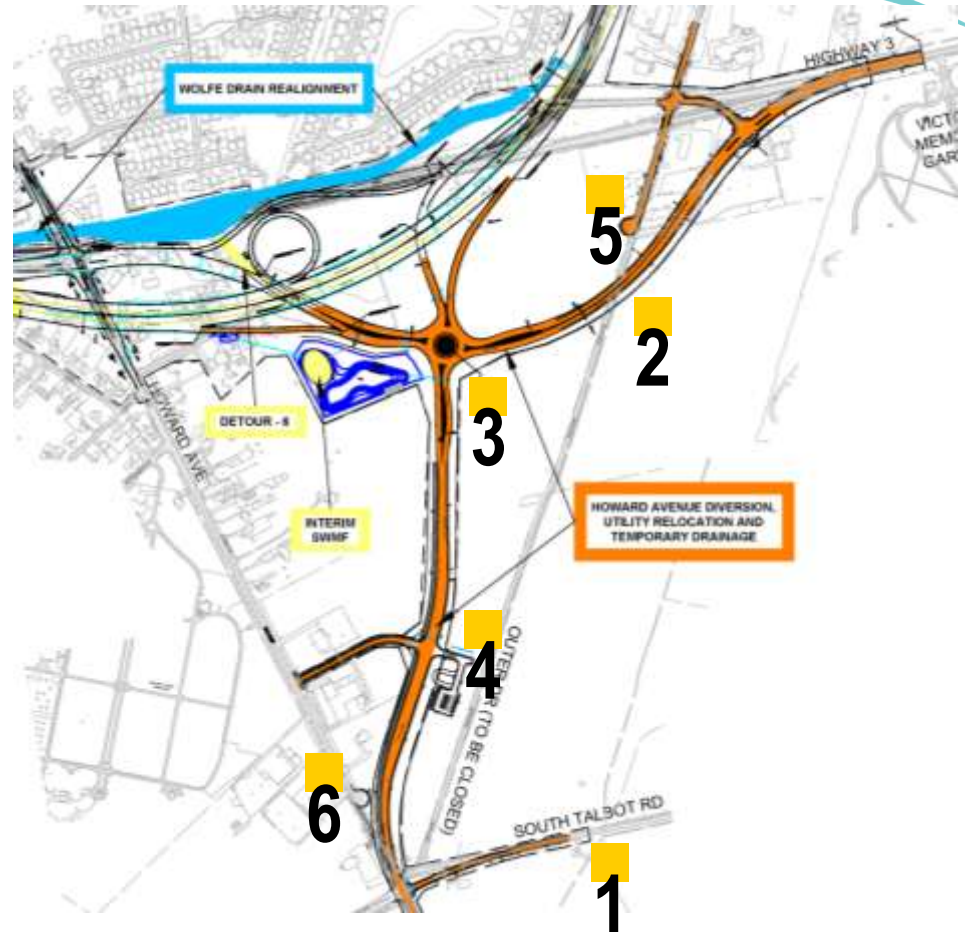 HIGHWAY 3
WOLFE DRAIN REALIGNMENT
5
2
DETOUR - 6
HOWARD AVE
3
INTERIM
SWMF
HOWARD AVENUE DIVERSION,
UTILITY RELOCATION AND
TEMPORARY DRAINAGE
4
OUTER DR (TO BE CLOSED)
6
SOUTH TALBOT RD
1